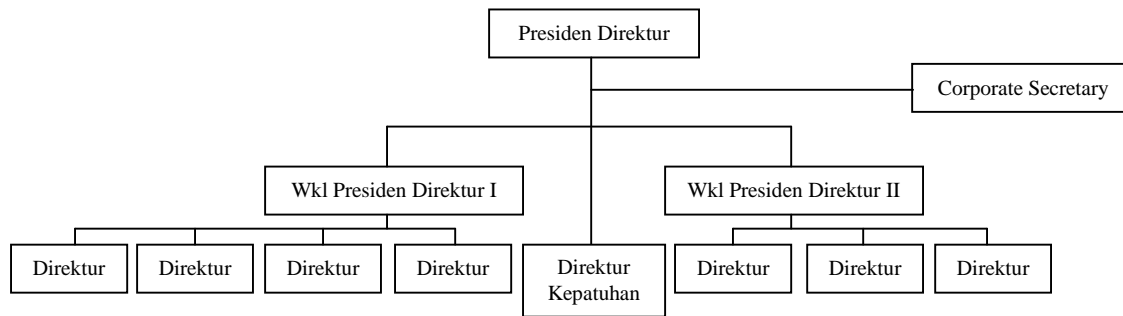 Presiden Direktur
Corporate Secretary
Wkl Presiden Direktur I
Wkl Presiden Direktur II
Direktur
Direktur
Direktur
Direktur
Direktur
Kepatuhan
Direktur
Direktur
Direktur